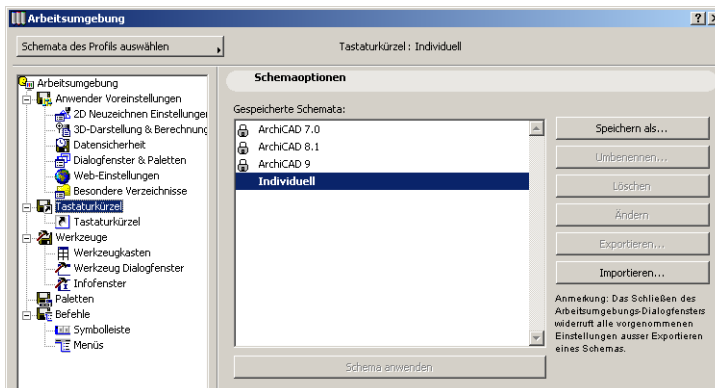 Arbeitsumgebung
Schemata des Profils auswählen
Tastaturkürzel : Individuell
Arbeitsumgebung
Anwender Voreinstellungen
2D Neuzeichnen Einstellungen
3D-Darstellung & Berechnung
Datensicherheit
Dialogfenster & Paletten
Web-Einstellungen
Besondere Verzeichnisse
Tastaturkürzel
Tastaturkürzel
Werkzeuge
Werkzeugkasten
Werkzeug Dialogfenster
Infofenster
Paletten
Befehle
Symbolleiste
Menüs
Schemaoptionen
Gespeicherte Schemata:
ArchiCAD 7.0
ArchiCAD 8.1
ArchiCAD 9
Individuell
Schema anwenden
Speichern als...
Umbenennen...
Löschen
Ändern
Exportieren...
Importieren...
Anmerkung: Das Schließen des
Arbeitsumgebungs-Dialogfensters
widerruft alle vorgenommenen
Einstellungen ausser Exportieren
eines Schemas.